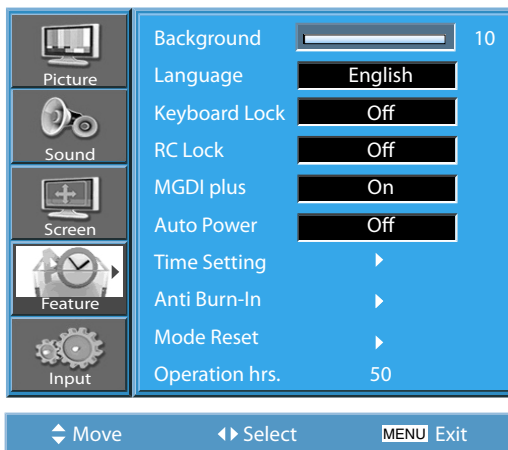 Picture
Sound
Screen
Feature
Input
Background 10
Language English
Keyboard Lock Off
RC Lock Off
MGDI plus On
Auto Power Off
Time Setting
Anti Burn-In
Mode Reset
Operation hrs. 50
Move Select MENU Exit